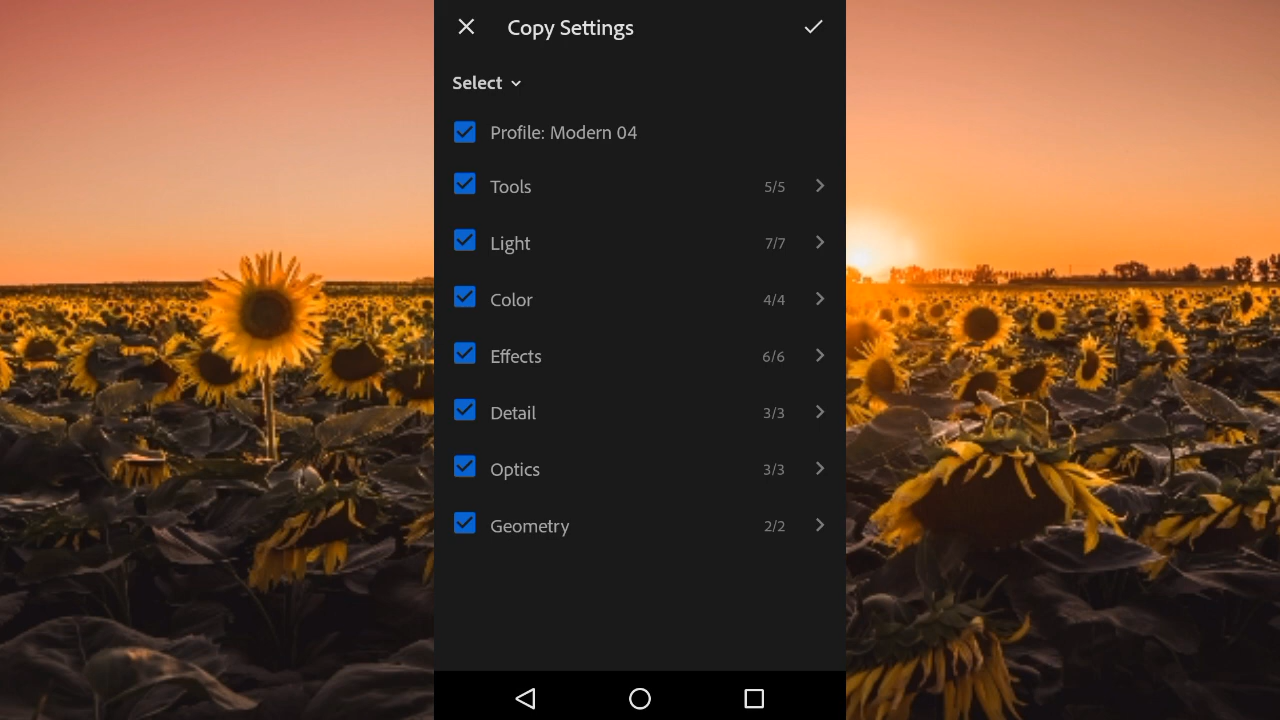 Copy Settings
Select
Profile: Modern 04
Tools 5/5
Light 7/7
Color 4/4
Effects 6/6
Detail 3/3
Optics 3/3
Geometry 2/2